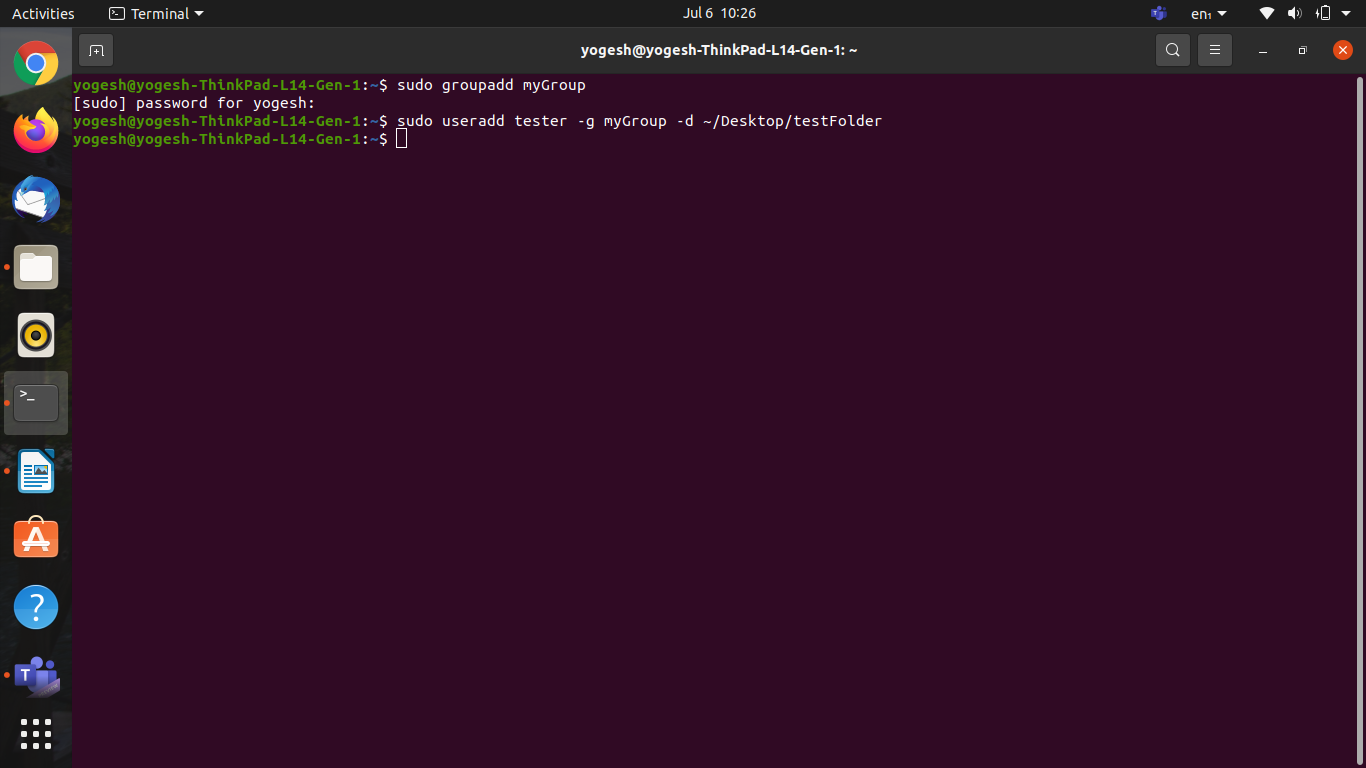 Activities Terminal Jul 6 10:26 en₁
yogesh@yogesh-ThinkPad-L14-Gen-1: ~
yogesh@yogesh-ThinkPad-L14-Gen-1:~$ sudo groupadd myGroup
[sudo] password for yogesh:
yogesh@yogesh-ThinkPad-L14-Gen-1:~$ sudo useradd tester -g myGroup -d ~/Desktop/testFolder
yogesh@yogesh-ThinkPad-L14-Gen-1:~$